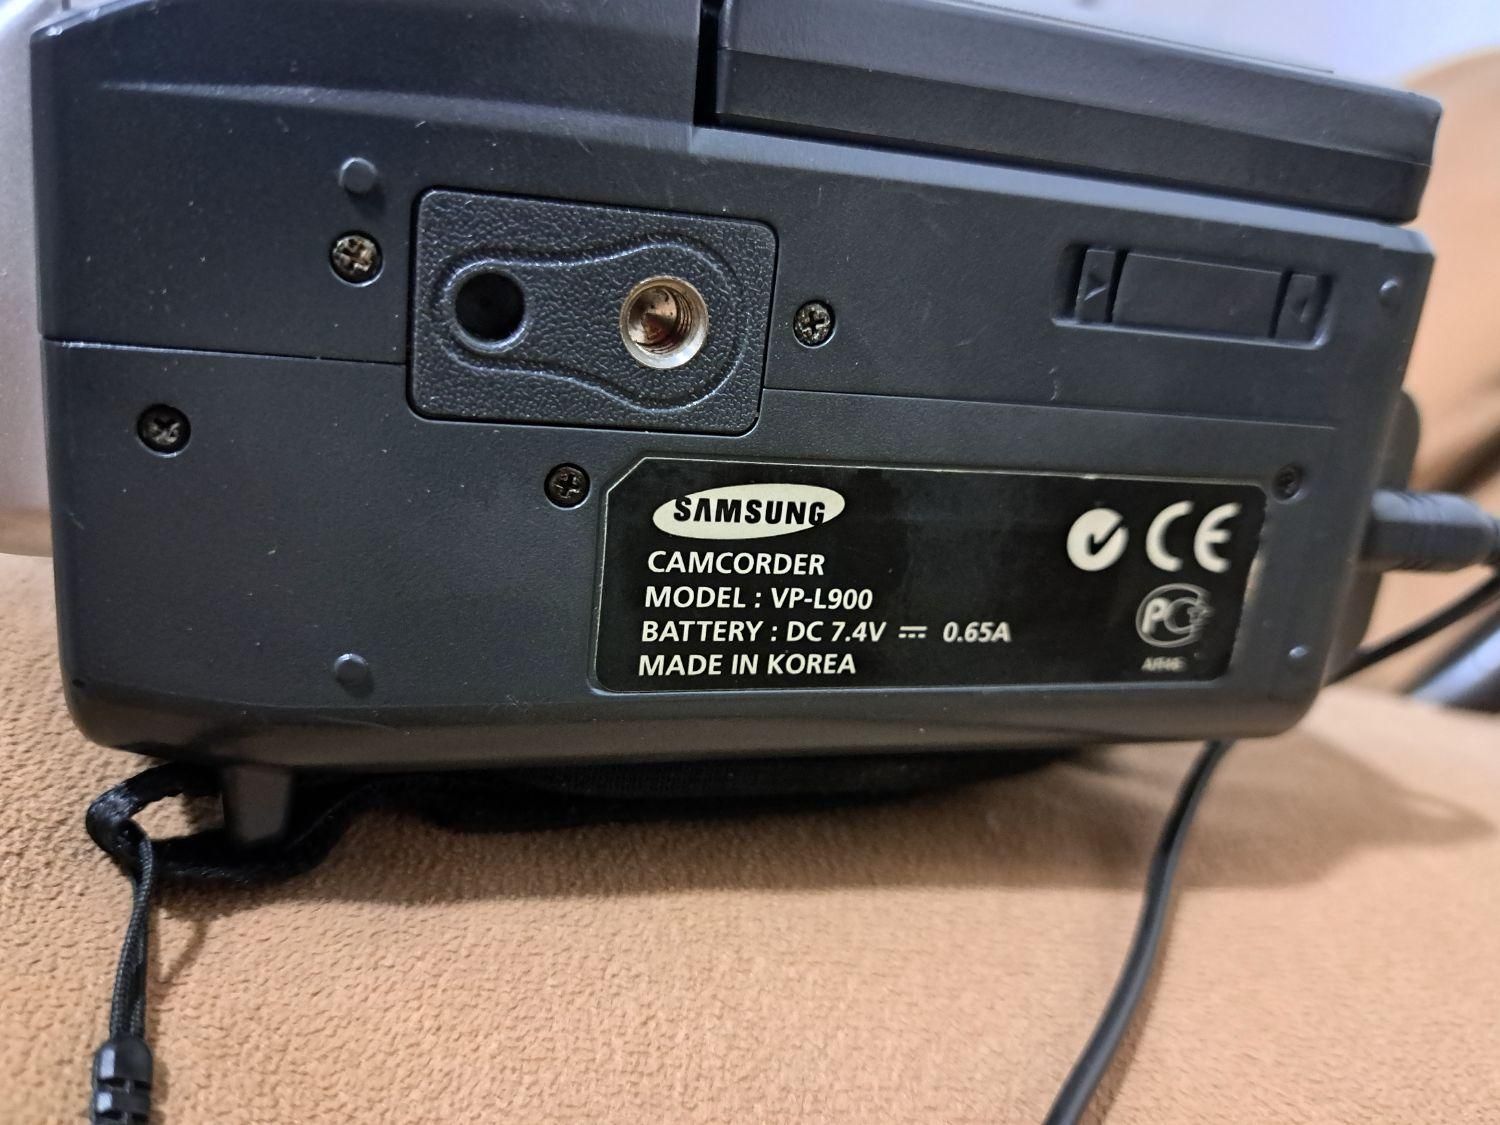 SAMSUNG
CAMCORDER
MODEL : VP-L900
BATTERY : DC 7.4V ⎓ 0.65A
MADE IN KOREA
CE
PC